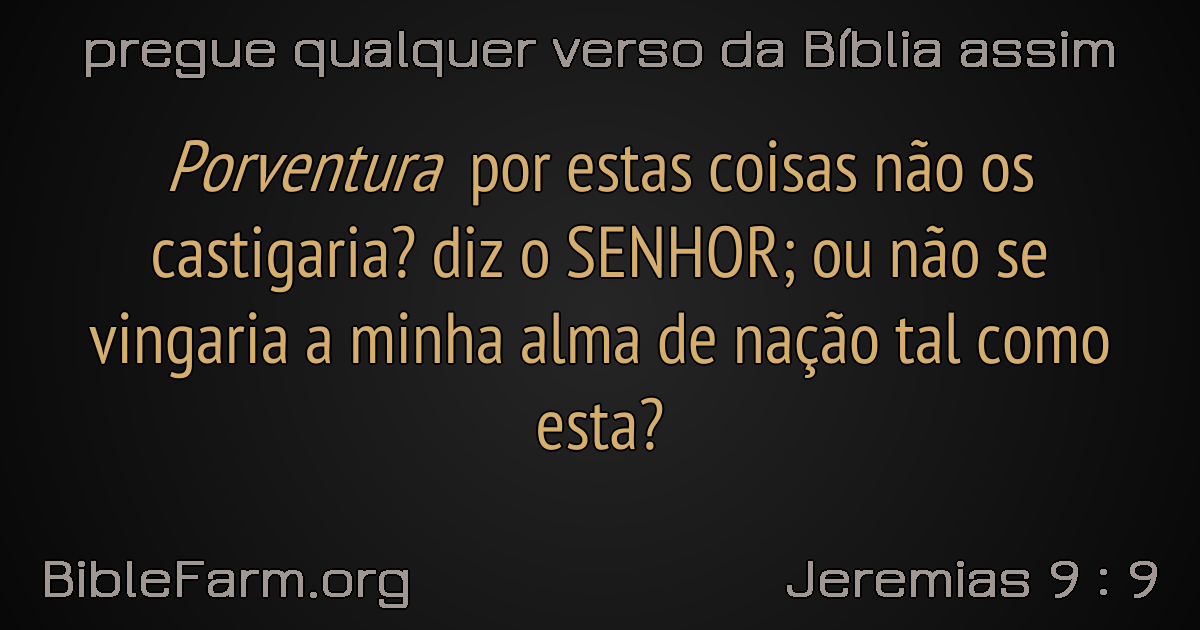 pregue qualquer verso da Bíblia assim
Porventura por estas coisas não os
castigaria? diz o SENHOR; ou não se
vingaria a minha alma de nação tal como
esta?
BibleFarm.org
Jeremias 9 : 9